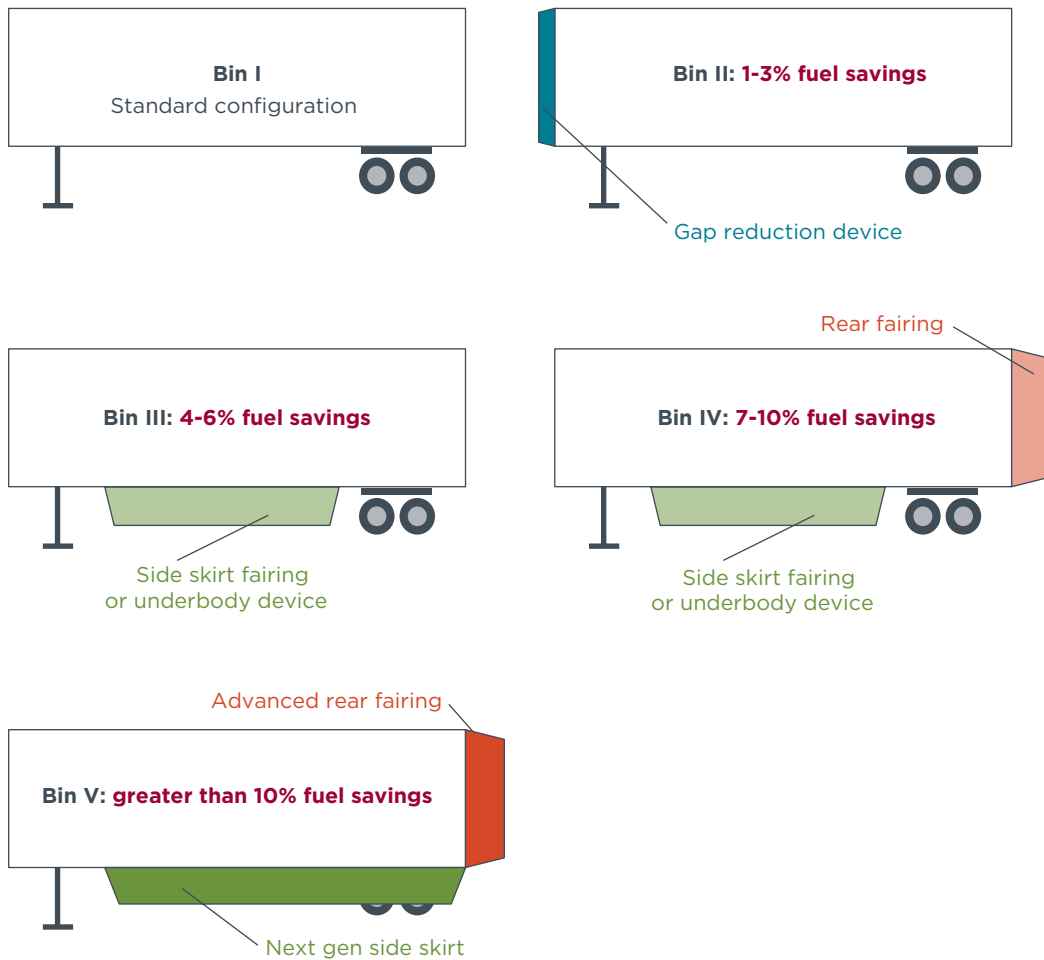 Bin I
Standard configuration
Bin II: 1-3% fuel savings
Gap reduction device
Rear fairing
Bin III: 4-6% fuel savings
Bin IV: 7-10% fuel savings
Side skirt fairing
or underbody device
Side skirt fairing
or underbody device
Advanced rear fairing
Bin V: greater than 10% fuel savings
Next gen side skirt